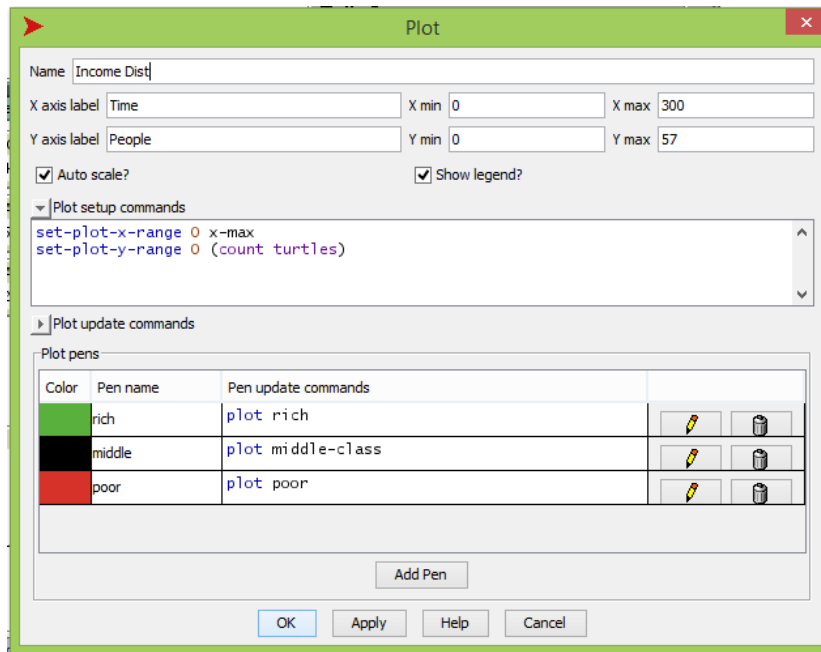 Plot
Name Income Dist
X axis label Time X min 0 X max 300
Y axis label People Y min 0 Y max 57
Auto scale? Show legend?
Plot setup commands
set-plot-x-range 0 x-max
set-plot-y-range 0 (count turtles)
Plot update commands
Plot pens
Color Pen name Pen update commands
rich plot rich
middle plot middle-class
poor plot poor
Add Pen
OK Apply Help Cancel